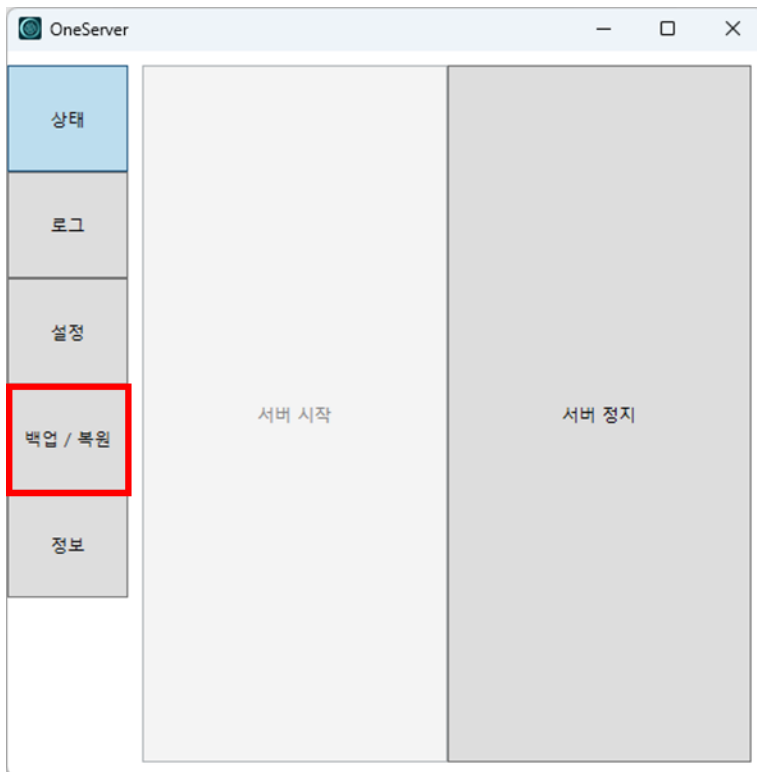 OneServer
상태
로그
설정
백업 / 복원
정보
서버 시작
서버 정지